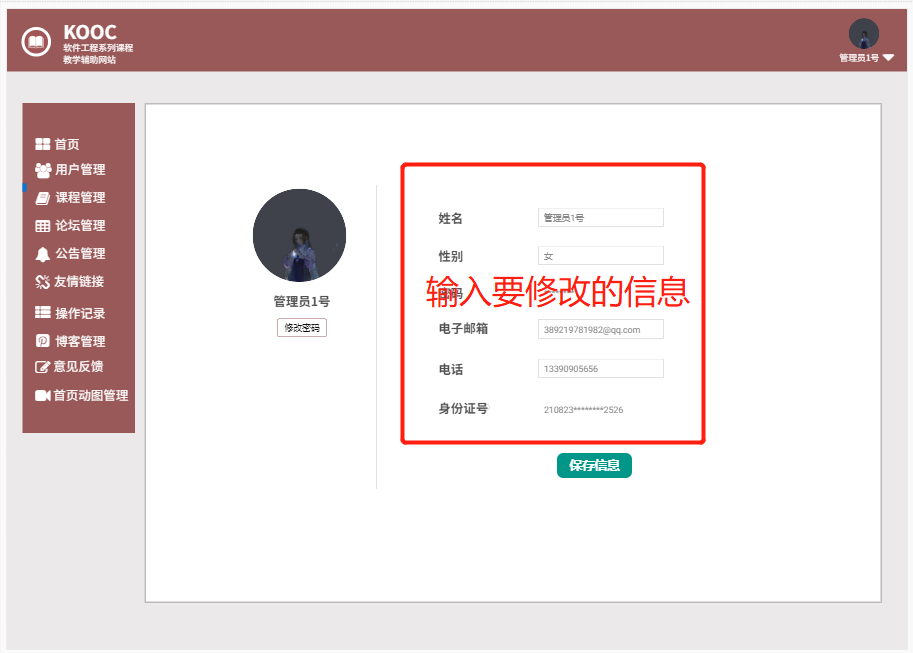 KOOC
软件工程系列课程
教学辅助网站
管理员1号
首页
用户管理
课程管理
论坛管理
公告管理
友情链接
操作记录
博客管理
意见反馈
首页动图管理
管理员1号
修改密码
姓名 管理员1号
性别 女
密码
输入要修改的信息
电子邮箱 389219781982@qq.com
电话 13390905656
身份证号 210823********2526
保存信息